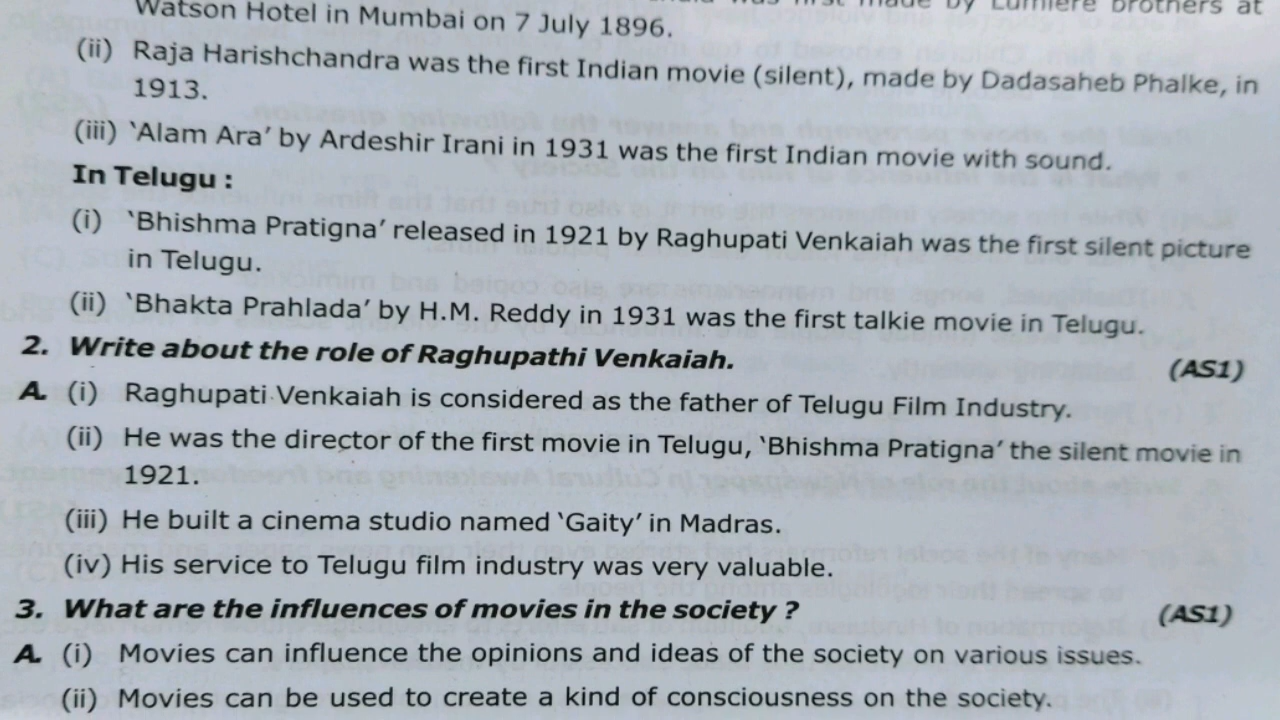 was first made by Lumiere brothers at
Watson Hotel in Mumbai on 7 July 1896.
(ii) Raja Harishchandra was the first Indian movie (silent), made by Dadasaheb Phalke, in
1913.
(iii) ‘Alam Ara’ by Ardeshir Irani in 1931 was the first Indian movie with sound.
In Telugu :
(i) ‘Bhishma Pratigna’ released in 1921 by Raghupati Venkaiah was the first silent picture
in Telugu.
(ii) ‘Bhakta Prahlada’ by H.M. Reddy in 1931 was the first talkie movie in Telugu.
2. Write about the role of Raghupathi Venkaiah. (AS1)
A. (i) Raghupati Venkaiah is considered as the father of Telugu Film Industry.
(ii) He was the director of the first movie in Telugu, ‘Bhishma Pratigna’ the silent movie in
1921.
(iii) He built a cinema studio named ‘Gaity’ in Madras.
(iv) His service to Telugu film industry was very valuable.
3. What are the influences of movies in the society ? (AS1)
A. (i) Movies can influence the opinions and ideas of the society on various issues.
(ii) Movies can be used to create a kind of consciousness on the society.